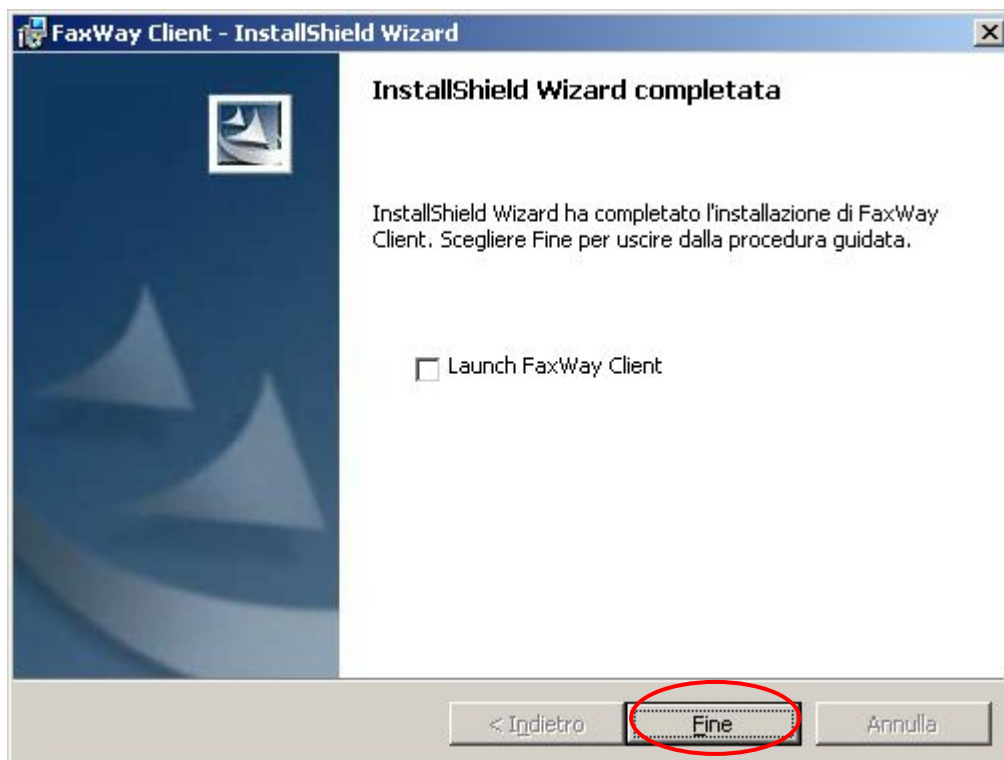 FaxWay Client - InstallShield Wizard
InstallShield Wizard completata
InstallShield Wizard ha completato l'installazione di FaxWay
Client. Scegliere Fine per uscire dalla procedura guidata.
Launch FaxWay Client
< Indietro Fine Annulla